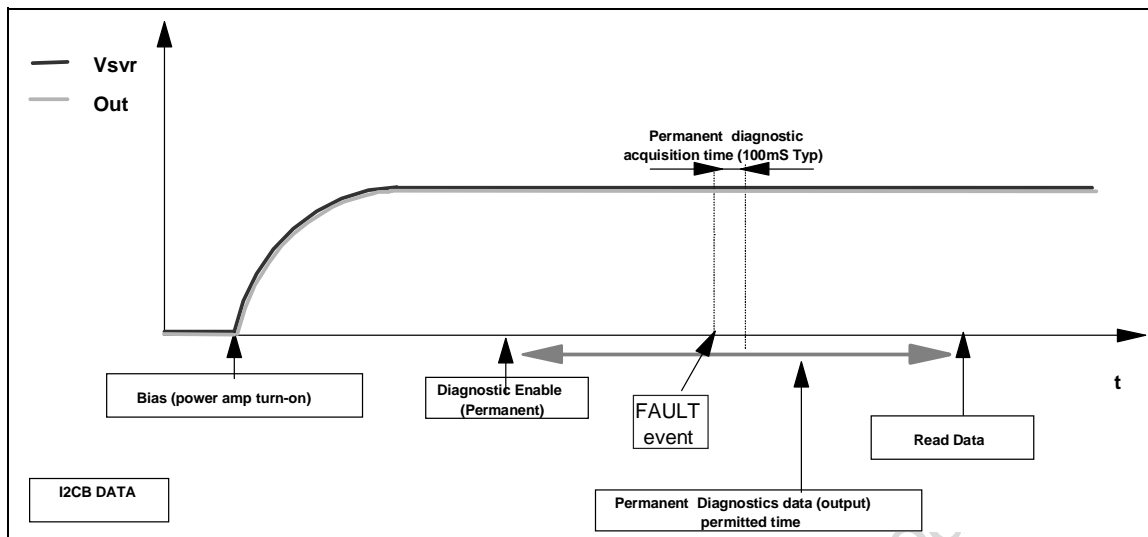 Vsvr
Out
Permanent diagnostic
acquisition time (100mS Typ)
t
Bias (power amp turn-on)
Diagnostic Enable
(Permanent)
FAULT
event
Read Data
I2CB DATA
Permanent Diagnostics data (output)
permitted time